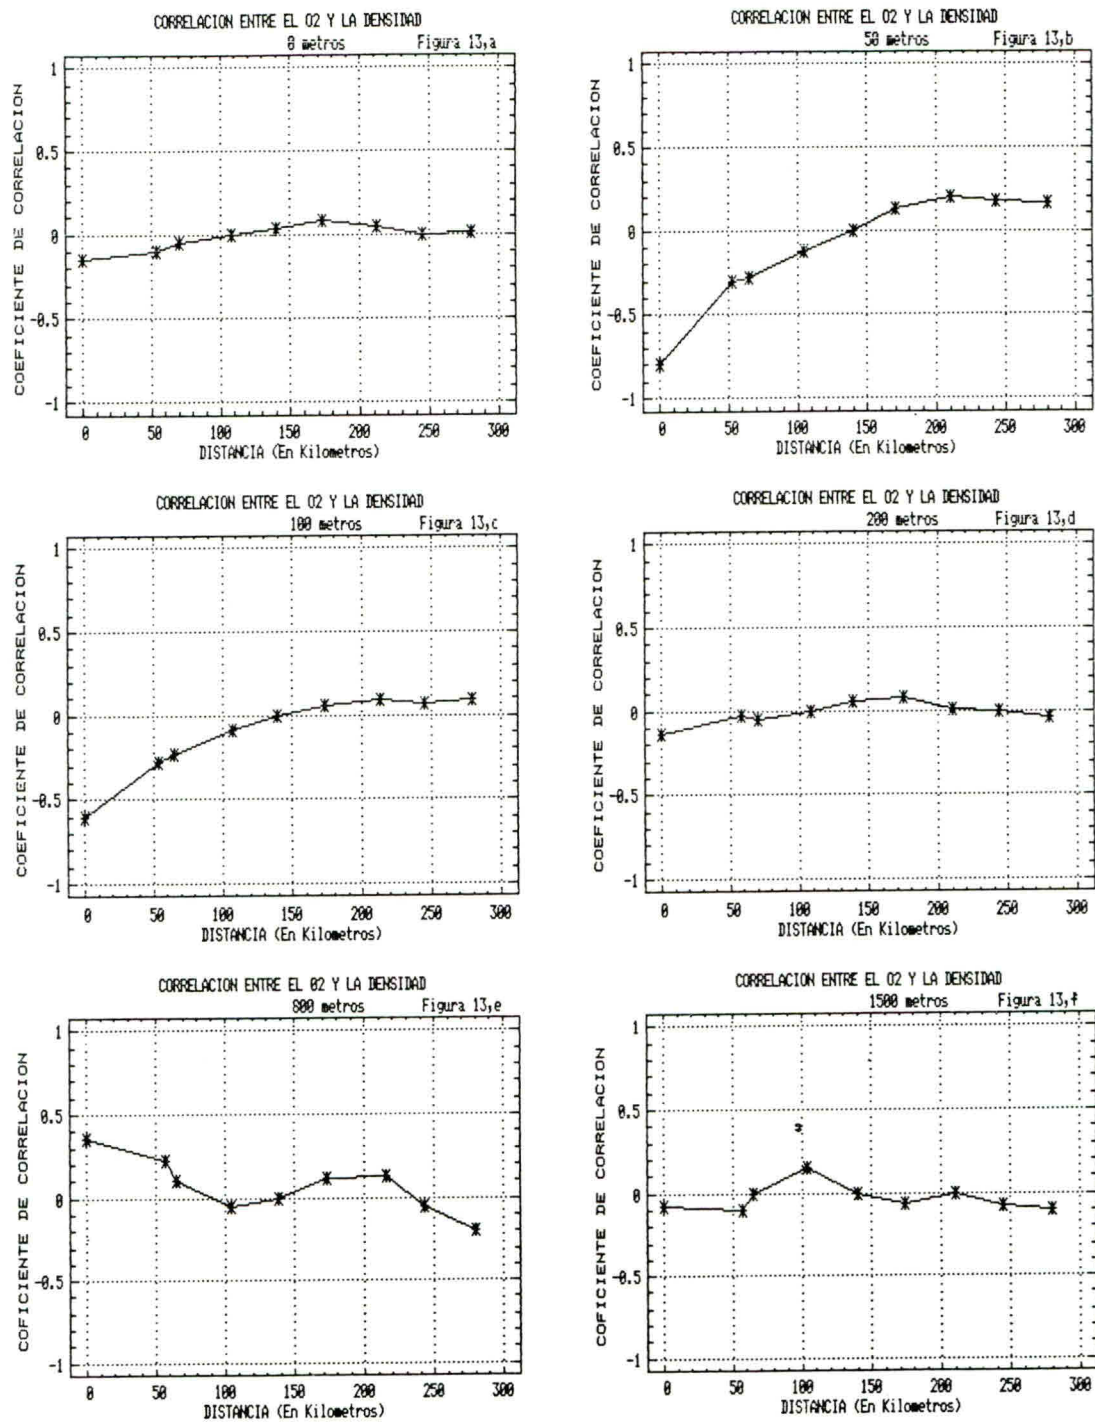 CORRELACION ENTRE EL O2 Y LA DENSIDAD
0 metros Figura 13,a
COEFICIENTE DE CORRELACION
1
0.5
0
-0.5
-1
0 50 100 150 200 250 300
DISTANCIA (En Kilometros)
CORRELACION ENTRE EL O2 Y LA DENSIDAD
50 metros Figura 13,b
COEFICIENTE DE CORRELACION
1
0.5
0
-0.5
-1
0 50 100 150 200 250 300
DISTANCIA (En Kilometros)
CORRELACION ENTRE EL O2 Y LA DENSIDAD
100 metros Figura 13,c
COEFICIENTE DE CORRELACION
1
0.5
0
-0.5
-1
0 50 100 150 200 250 300
DISTANCIA (En Kilometros)
CORRELACION ENTRE EL O2 Y LA DENSIDAD
200 metros Figura 13,d
COEFICIENTE DE CORRELACION
1
0.5
0
-0.5
-1
0 50 100 150 200 250 300
DISTANCIA (En Kilometros)
CORRELACION ENTRE EL O2 Y LA DENSIDAD
800 metros Figura 13,e
COFICIENTE DE CORRELACION
1
0.5
0
-0.5
-1
0 50 100 150 200 250 300
DISTANCIA (En Kilometros)
CORRELACION ENTRE EL O2 Y LA DENSIDAD
1500 metros Figura 13,f
COFICIENTE DE CORRELACION
1
0.5
0
-0.5
-1
0 50 100 150 200 250 300
DISTANCIA (En Kilometros)